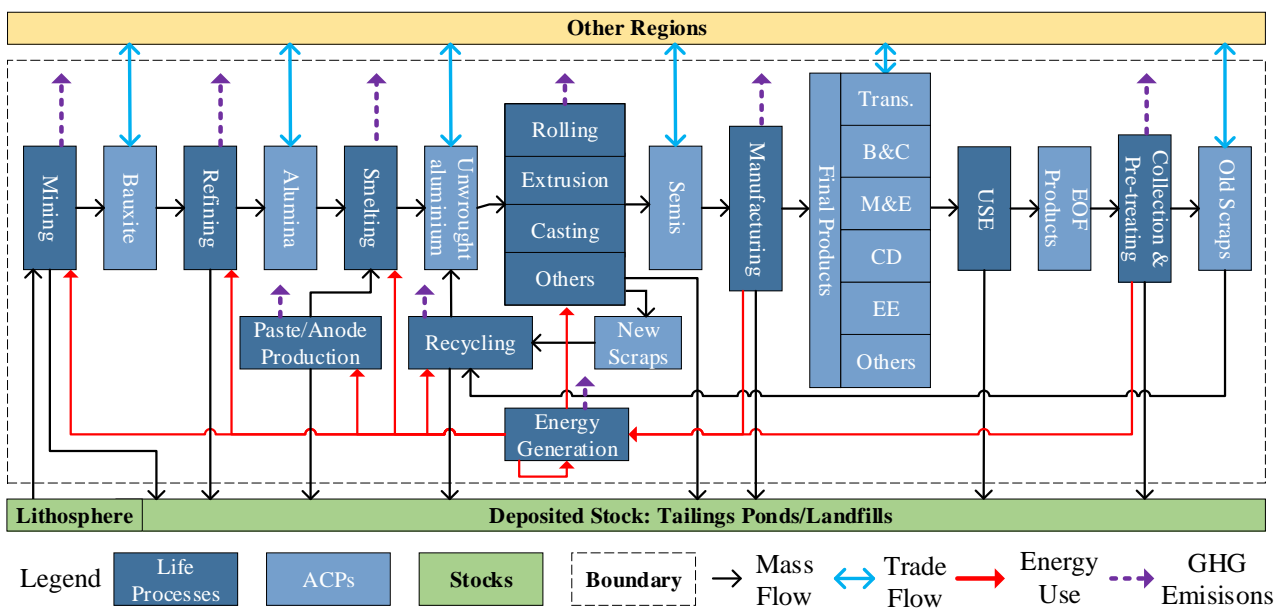 Other Regions
Mining
Bauxite
Refining
Alumina
Smelting
Unwrought
aluminium
Rolling
Extrusion
Casting
Others
Semis
Manufacturing
Final Products
Trans.
B&C
M&E
CD
EE
Others
USE
EOF
Products
Collection &
Pre-treating
Old Scraps
Paste/Anode
Production
Recycling
New
Scraps
Energy
Generation
Lithosphere
Deposited Stock: Tailings Ponds/Landfills
Legend
Life
Processes
ACPs
Stocks
Boundary
Mass
Flow
Trade
Flow
Energy
Use
GHG
Emisisons